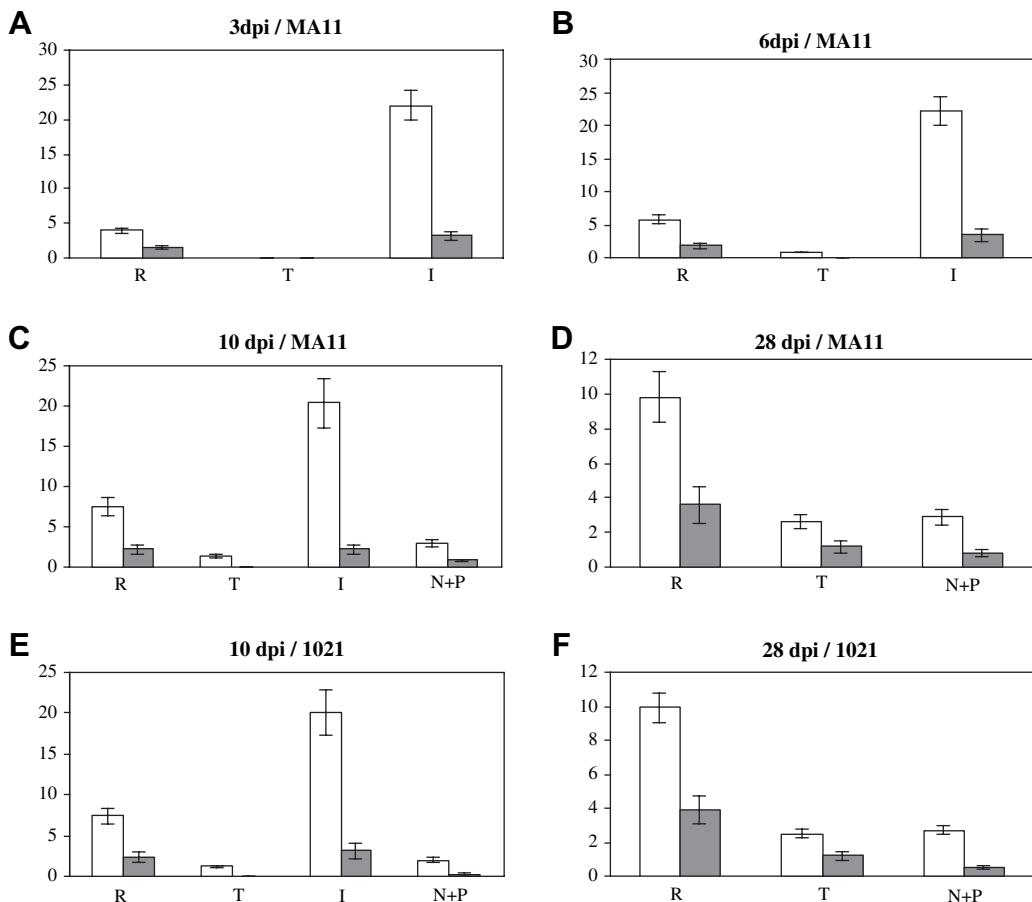 A
3dpi / MA11
30
25
20
15
10
5
0
R T I
B
6dpi / MA11
30
25
20
15
10
5
0
R T I
C
10 dpi / MA11
25
20
15
10
5
0
R T I N+P
D
28 dpi / MA11
12
10
8
6
4
2
0
R T N+P
E
10 dpi / 1021
25
20
15
10
5
0
R T I N+P
F
28 dpi / 1021
12
10
8
6
4
2
0
R T N+P